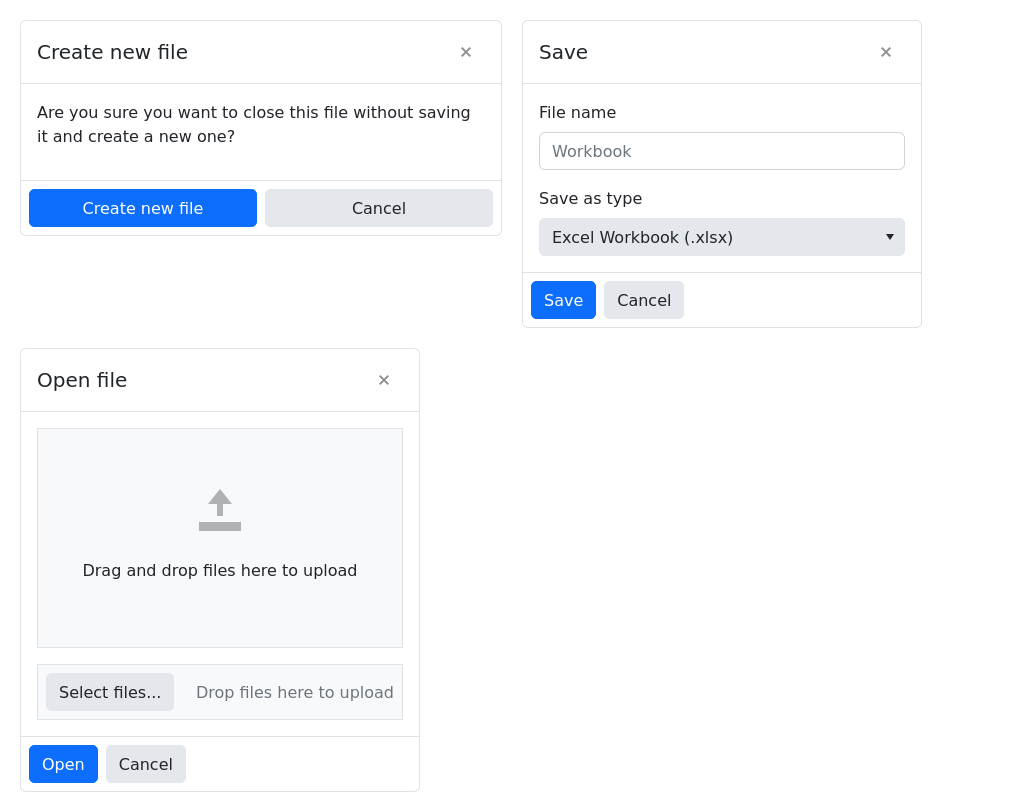 Create new file
Are you sure you want to close this file without saving
it and create a new one?
Create new file
Cancel
Save
File name
Workbook
Save as type
Excel Workbook (.xlsx)
Save
Cancel
Open file
Drag and drop files here to upload
Select files...
Drop files here to upload
Open
Cancel